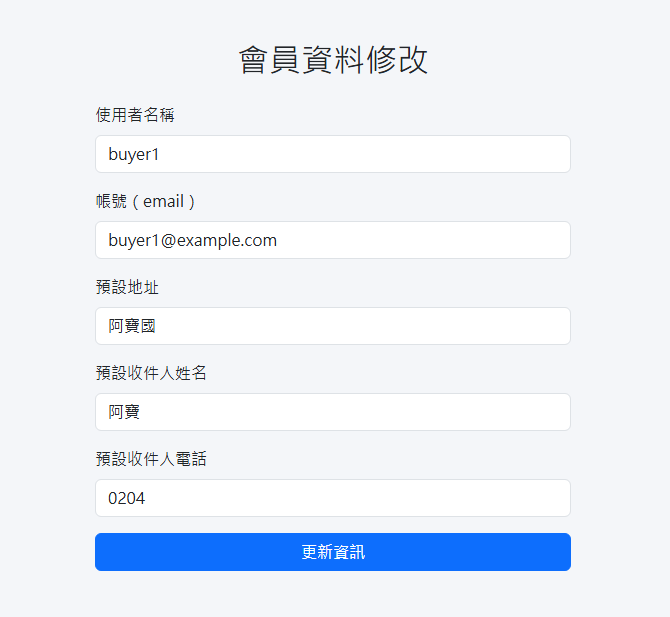 會員資料修改
使用者名稱
buyer1
帳號（email）
buyer1@example.com
預設地址
阿寶國
預設收件人姓名
阿寶
預設收件人電話
0204
更新資訊